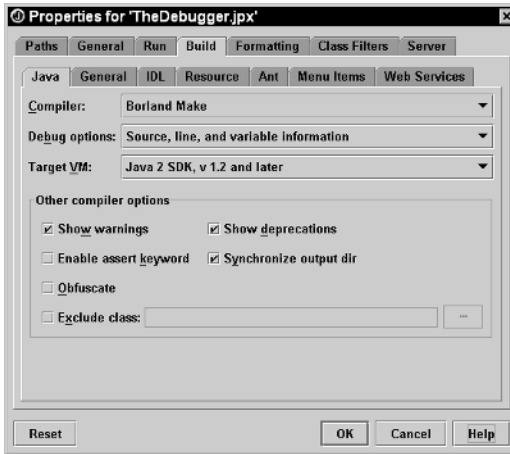 Properties for 'TheDebugger.jpx'
Paths General Run Build Formatting Class Filters Server
Java General IDL Resource Ant Menu Items Web Services
Compiler: Borland Make
Debug options: Source, line, and variable information
Target VM: Java 2 SDK, v 1.2 and later
Other compiler options
Show warnings Show deprecations
Enable assert keyword Synchronize output dir
Obfuscate
Exclude class: ...
Reset OK Cancel Help